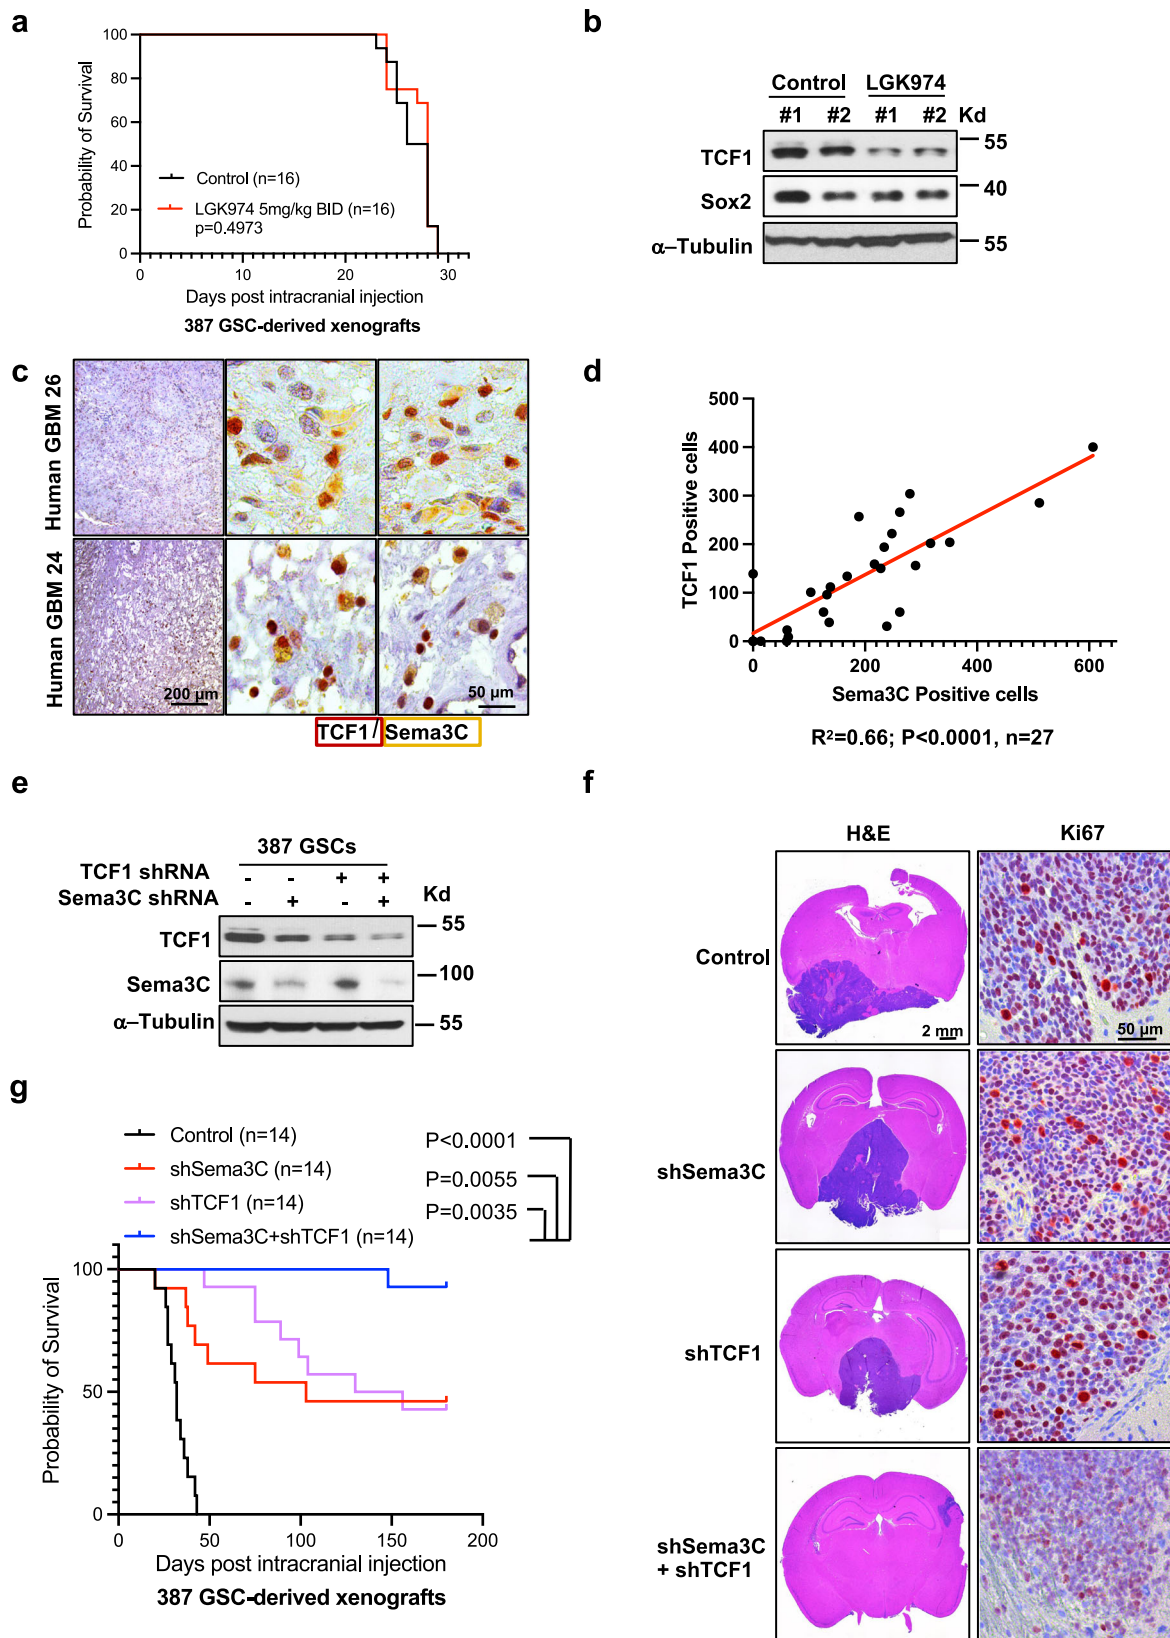 a
Probability of Survival
100
80
60
40
20
0
Control (n=16)
LGK974 5mg/kg BID (n=16)
p=0.4973
0 10 20 30
Days post intracranial injection
387 GSC-derived xenografts
b
Control LGK974
#1 #2 #1 #2 Kd
TCF1 55
Sox2 40
α–Tubulin 55
c
Human GBM 26
Human GBM 24
200 µm
50 µm
TCF1/ Sema3C
d
TCF1 Positive cells
500
400
300
200
100
0
0 200 400 600
Sema3C Positive cells
R²=0.66; P<0.0001, n=27
e
387 GSCs
TCF1 shRNA - - + +
Sema3C shRNA - + - + Kd
TCF1 55
Sema3C 100
α–Tubulin 55
f
H&E Ki67
Control
2 mm 50 µm
shSema3C
shTCF1
shSema3C
+ shTCF1
g
Control (n=14)
shSema3C (n=14)
shTCF1 (n=14)
shSema3C+shTCF1 (n=14)
P<0.0001
P=0.0055
P=0.0035
Probability of Survival
100
50
0
0 50 100 150 200
Days post intracranial injection
387 GSC-derived xenografts